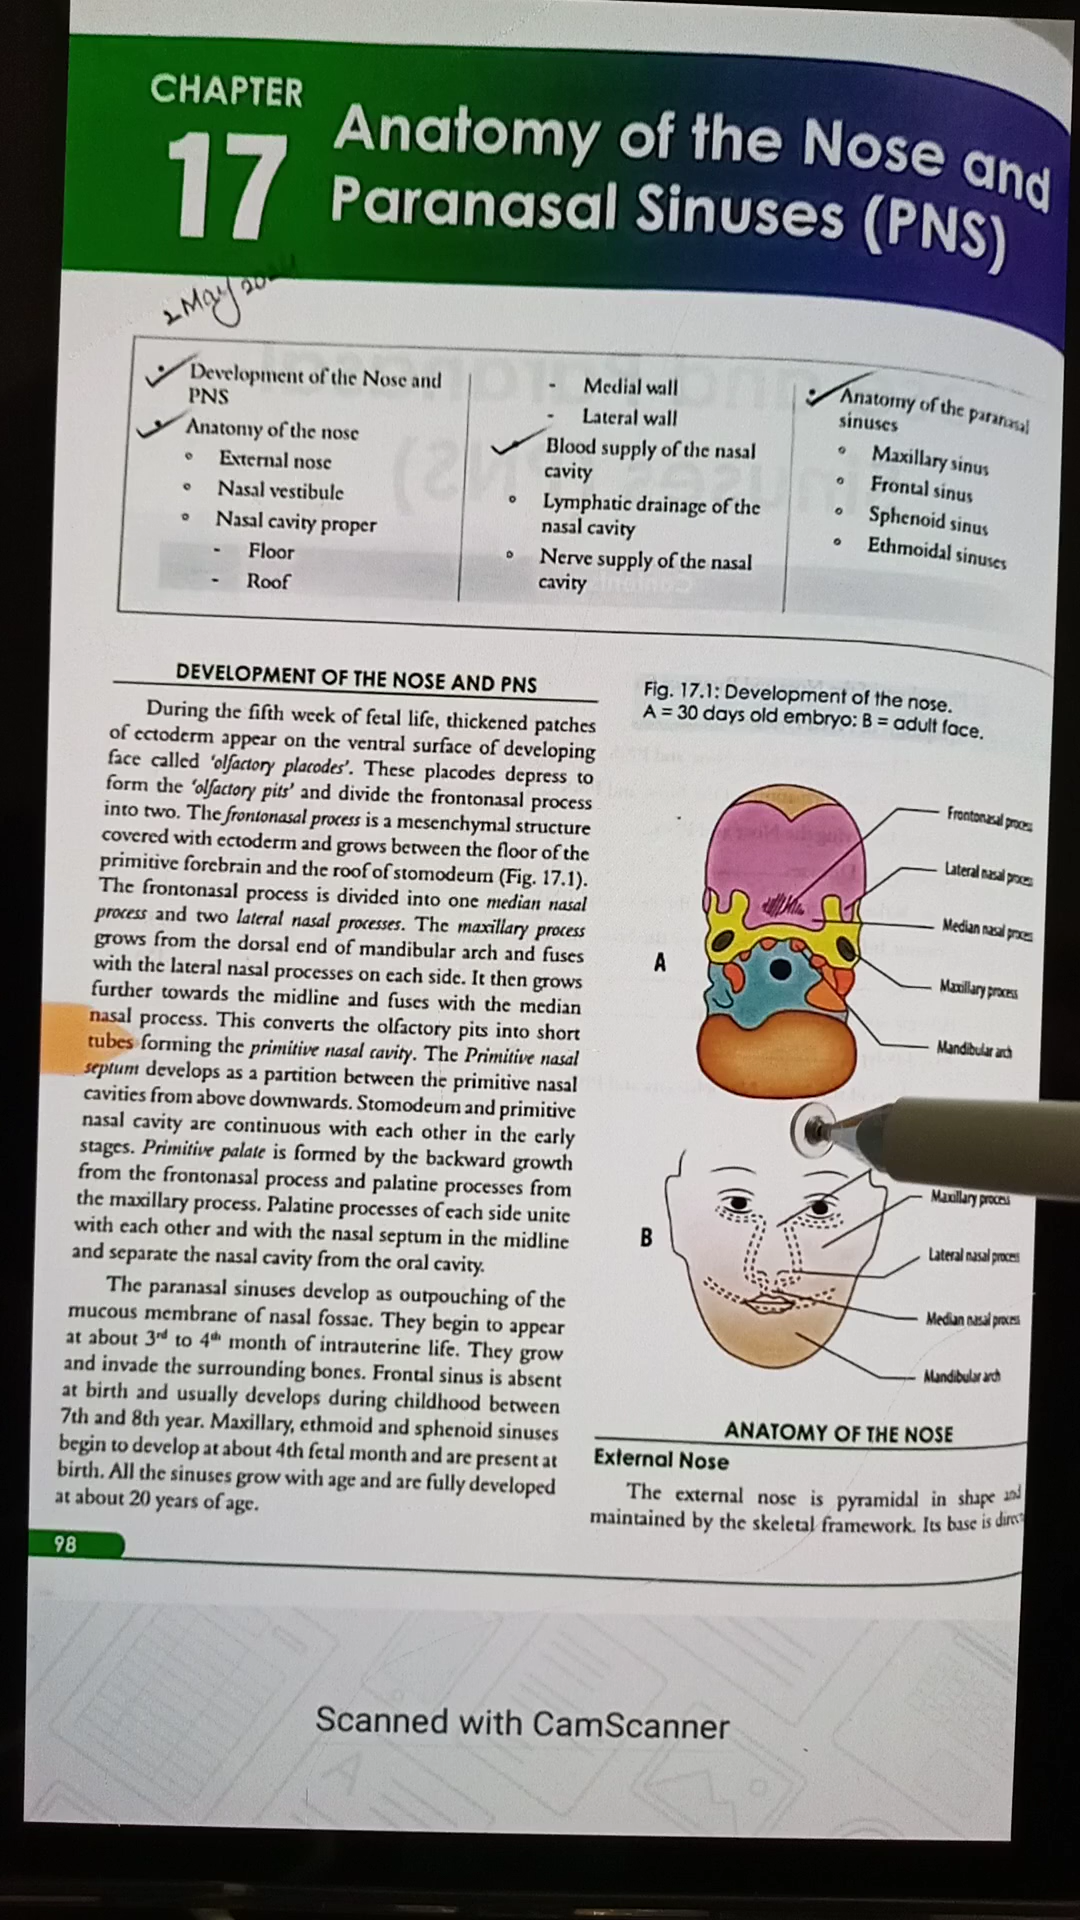 CHAPTER
17
Anatomy of the Nose and
Paranasal Sinuses (PNS)
2 May
Development of the Nose and
PNS
Anatomy of the nose
External nose
Nasal vestibule
Nasal cavity proper
- Floor
- Roof
- Medial wall
- Lateral wall
Blood supply of the nasal
cavity
Lymphatic drainage of the
nasal cavity
Nerve supply of the nasal
cavity
Anatomy of the paranasal
sinuses
Maxillary sinus
Frontal sinus
Sphenoid sinus
Ethmoidal sinuses
DEVELOPMENT OF THE NOSE AND PNS
During the fifth week of fetal life, thickened patches
of ectoderm appear on the ventral surface of developing
face called 'olfactory placodes'. These placodes depress to
form the 'olfactory pits' and divide the frontonasal process
into two. The frontonasal process is a mesenchymal structure
covered with ectoderm and grows between the floor of the
primitive forebrain and the roof of stomodeum (Fig. 17.1).
The frontonasal process is divided into one median nasal
process and two lateral nasal processes. The maxillary process
grows from the dorsal end of mandibular arch and fuses
with the lateral nasal processes on each side. It then grows
further towards the midline and fuses with the median
nasal process. This converts the olfactory pits into short
tubes forming the primitive nasal cavity. The Primitive nasal
septum develops as a partition between the primitive nasal
cavities from above downwards. Stomodeum and primitive
nasal cavity are continuous with each other in the early
stages. Primitive palate is formed by the backward growth
from the frontonasal process and palatine processes from
the maxillary process. Palatine processes of each side unite
with each other and with the nasal septum in the midline
and separate the nasal cavity from the oral cavity.
The paranasal sinuses develop as outpouching of the
mucous membrane of nasal fossae. They begin to appear
at about 3rd to 4th month of intrauterine life. They grow
and invade the surrounding bones. Frontal sinus is absent
at birth and usually develops during childhood between
7th and 8th year. Maxillary, ethmoid and sphenoid sinuses
begin to develop at about 4th fetal month and are present at
birth. All the sinuses grow with age and are fully developed
at about 20 years of age.
98
Fig. 17.1: Development of the nose.
A = 30 days old embryo: B = adult face.
Frontonasal process
Lateral nasal process
Median nasal process
A
Maxillary process
Mandibular arch
Maxillary process
B
Lateral nasal process
Median nasal process
Mandibular arch
ANATOMY OF THE NOSE
External Nose
The external nose is pyramidal in shape and
maintained by the skeletal framework. Its base is
Scanned with CamScanner